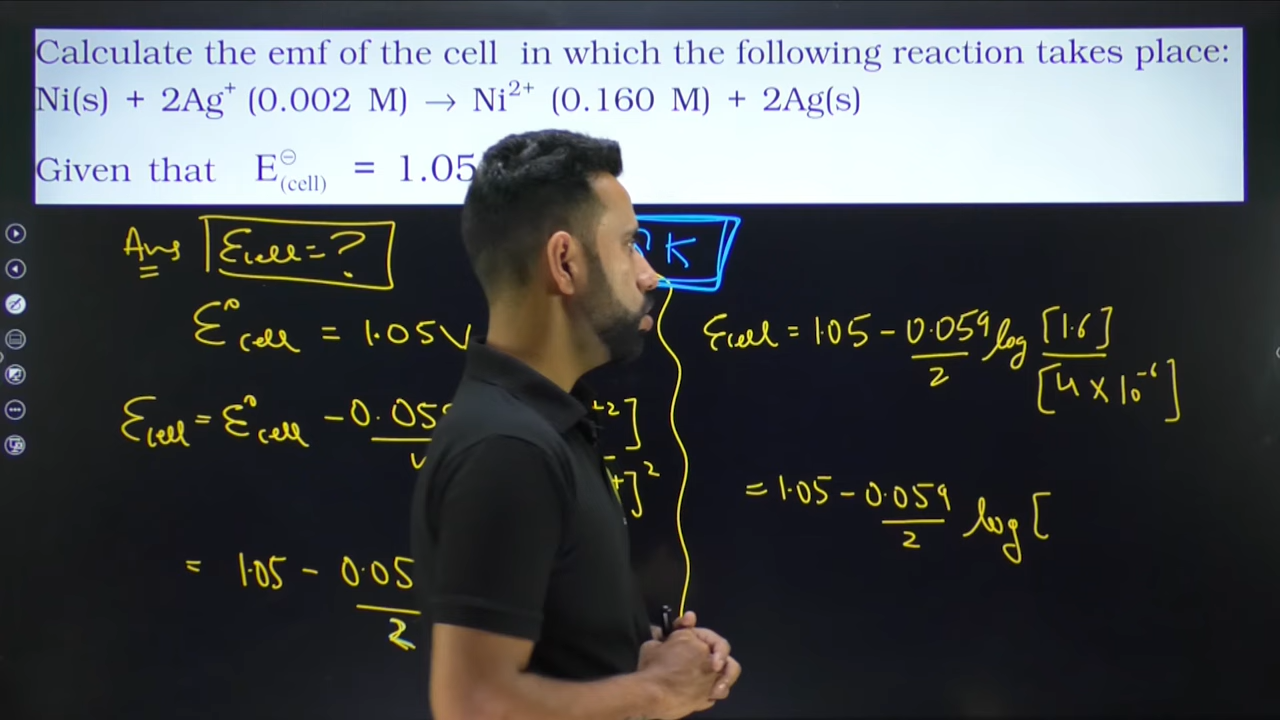 Calculate the emf of the cell in which the following reaction takes place:
Ni(s) + 2Ag⁺ (0.002 M) → Ni²⁺ (0.160 M) + 2Ag(s)
Given that E⊖(cell) = 1.05
Ans Ecell = ?
K
E°cell = 1.05V
Ecell = E°cell - 0.059
+2]
+]²
= 1.05 - 0.05
2
Ecell = 1.05 - 0.059/2 log [1.6]/[4 × 10⁻⁶]
= 1.05 - 0.059/2 log [